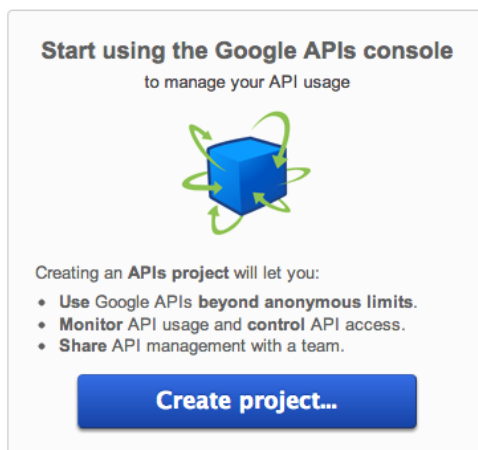 Start using the Google APIs console
to manage your API usage
Creating an APIs project will let you:
• Use Google APIs beyond anonymous limits.
• Monitor API usage and control API access.
• Share API management with a team.
Create project...